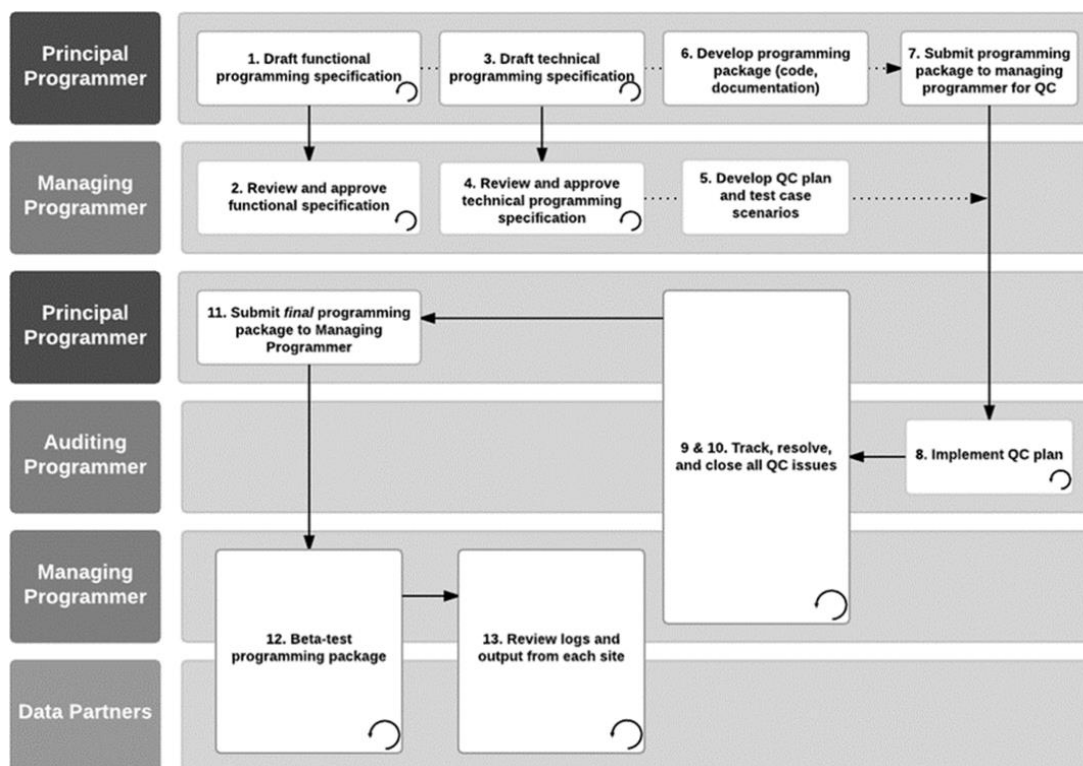 Principal
Programmer
1. Draft functional
programming specification
3. Draft technical
programming specification
6. Develop programming
package (code,
documentation)
7. Submit programming
package to managing
programmer for QC
Managing
Programmer
2. Review and approve
functional specification
4. Review and approve
technical programming
specification
5. Develop QC plan
and test case
scenarios
Principal
Programmer
11. Submit final programming
package to Managing
Programmer
Auditing
Programmer
9 & 10. Track, resolve,
and close all QC issues
8. Implement QC plan
Managing
Programmer
12. Beta-test
programming package
13. Review logs and
output from each site
Data Partners